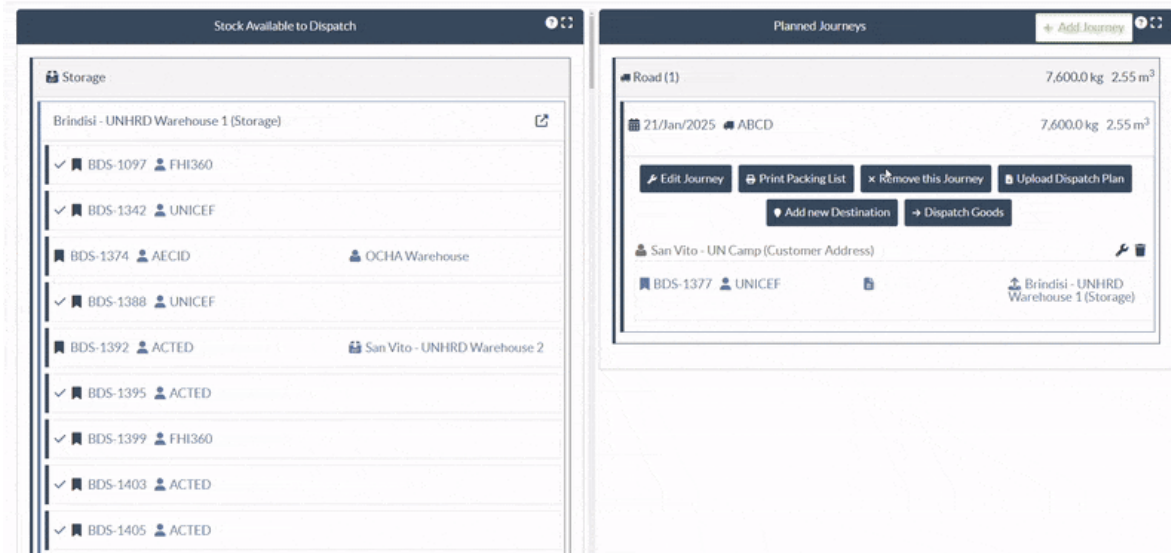 Stock Available to Dispatch
Storage
Brindisi - UNHRD Warehouse 1 (Storage)
BDS-1097 FHI360
BDS-1342 UNICEF
BDS-1374 AECID OCHA Warehouse
BDS-1388 UNICEF
BDS-1392 ACTED San Vito - UNHRD Warehouse 2
BDS-1395 ACTED
BDS-1399 FHI360
BDS-1403 ACTED
BDS-1405 ACTED
Planned Journeys
+ Add Journey
Road (1) 7,600.0 kg 2.55 m³
21/Jan/2025 ABCD 7,600.0 kg 2.55 m³
Edit Journey Print Packing List × Remove this Journey Upload Dispatch Plan
Add new Destination → Dispatch Goods
San Vito - UN Camp (Customer Address)
BDS-1377 UNICEF Brindisi - UNHRD
Warehouse 1 (Storage)